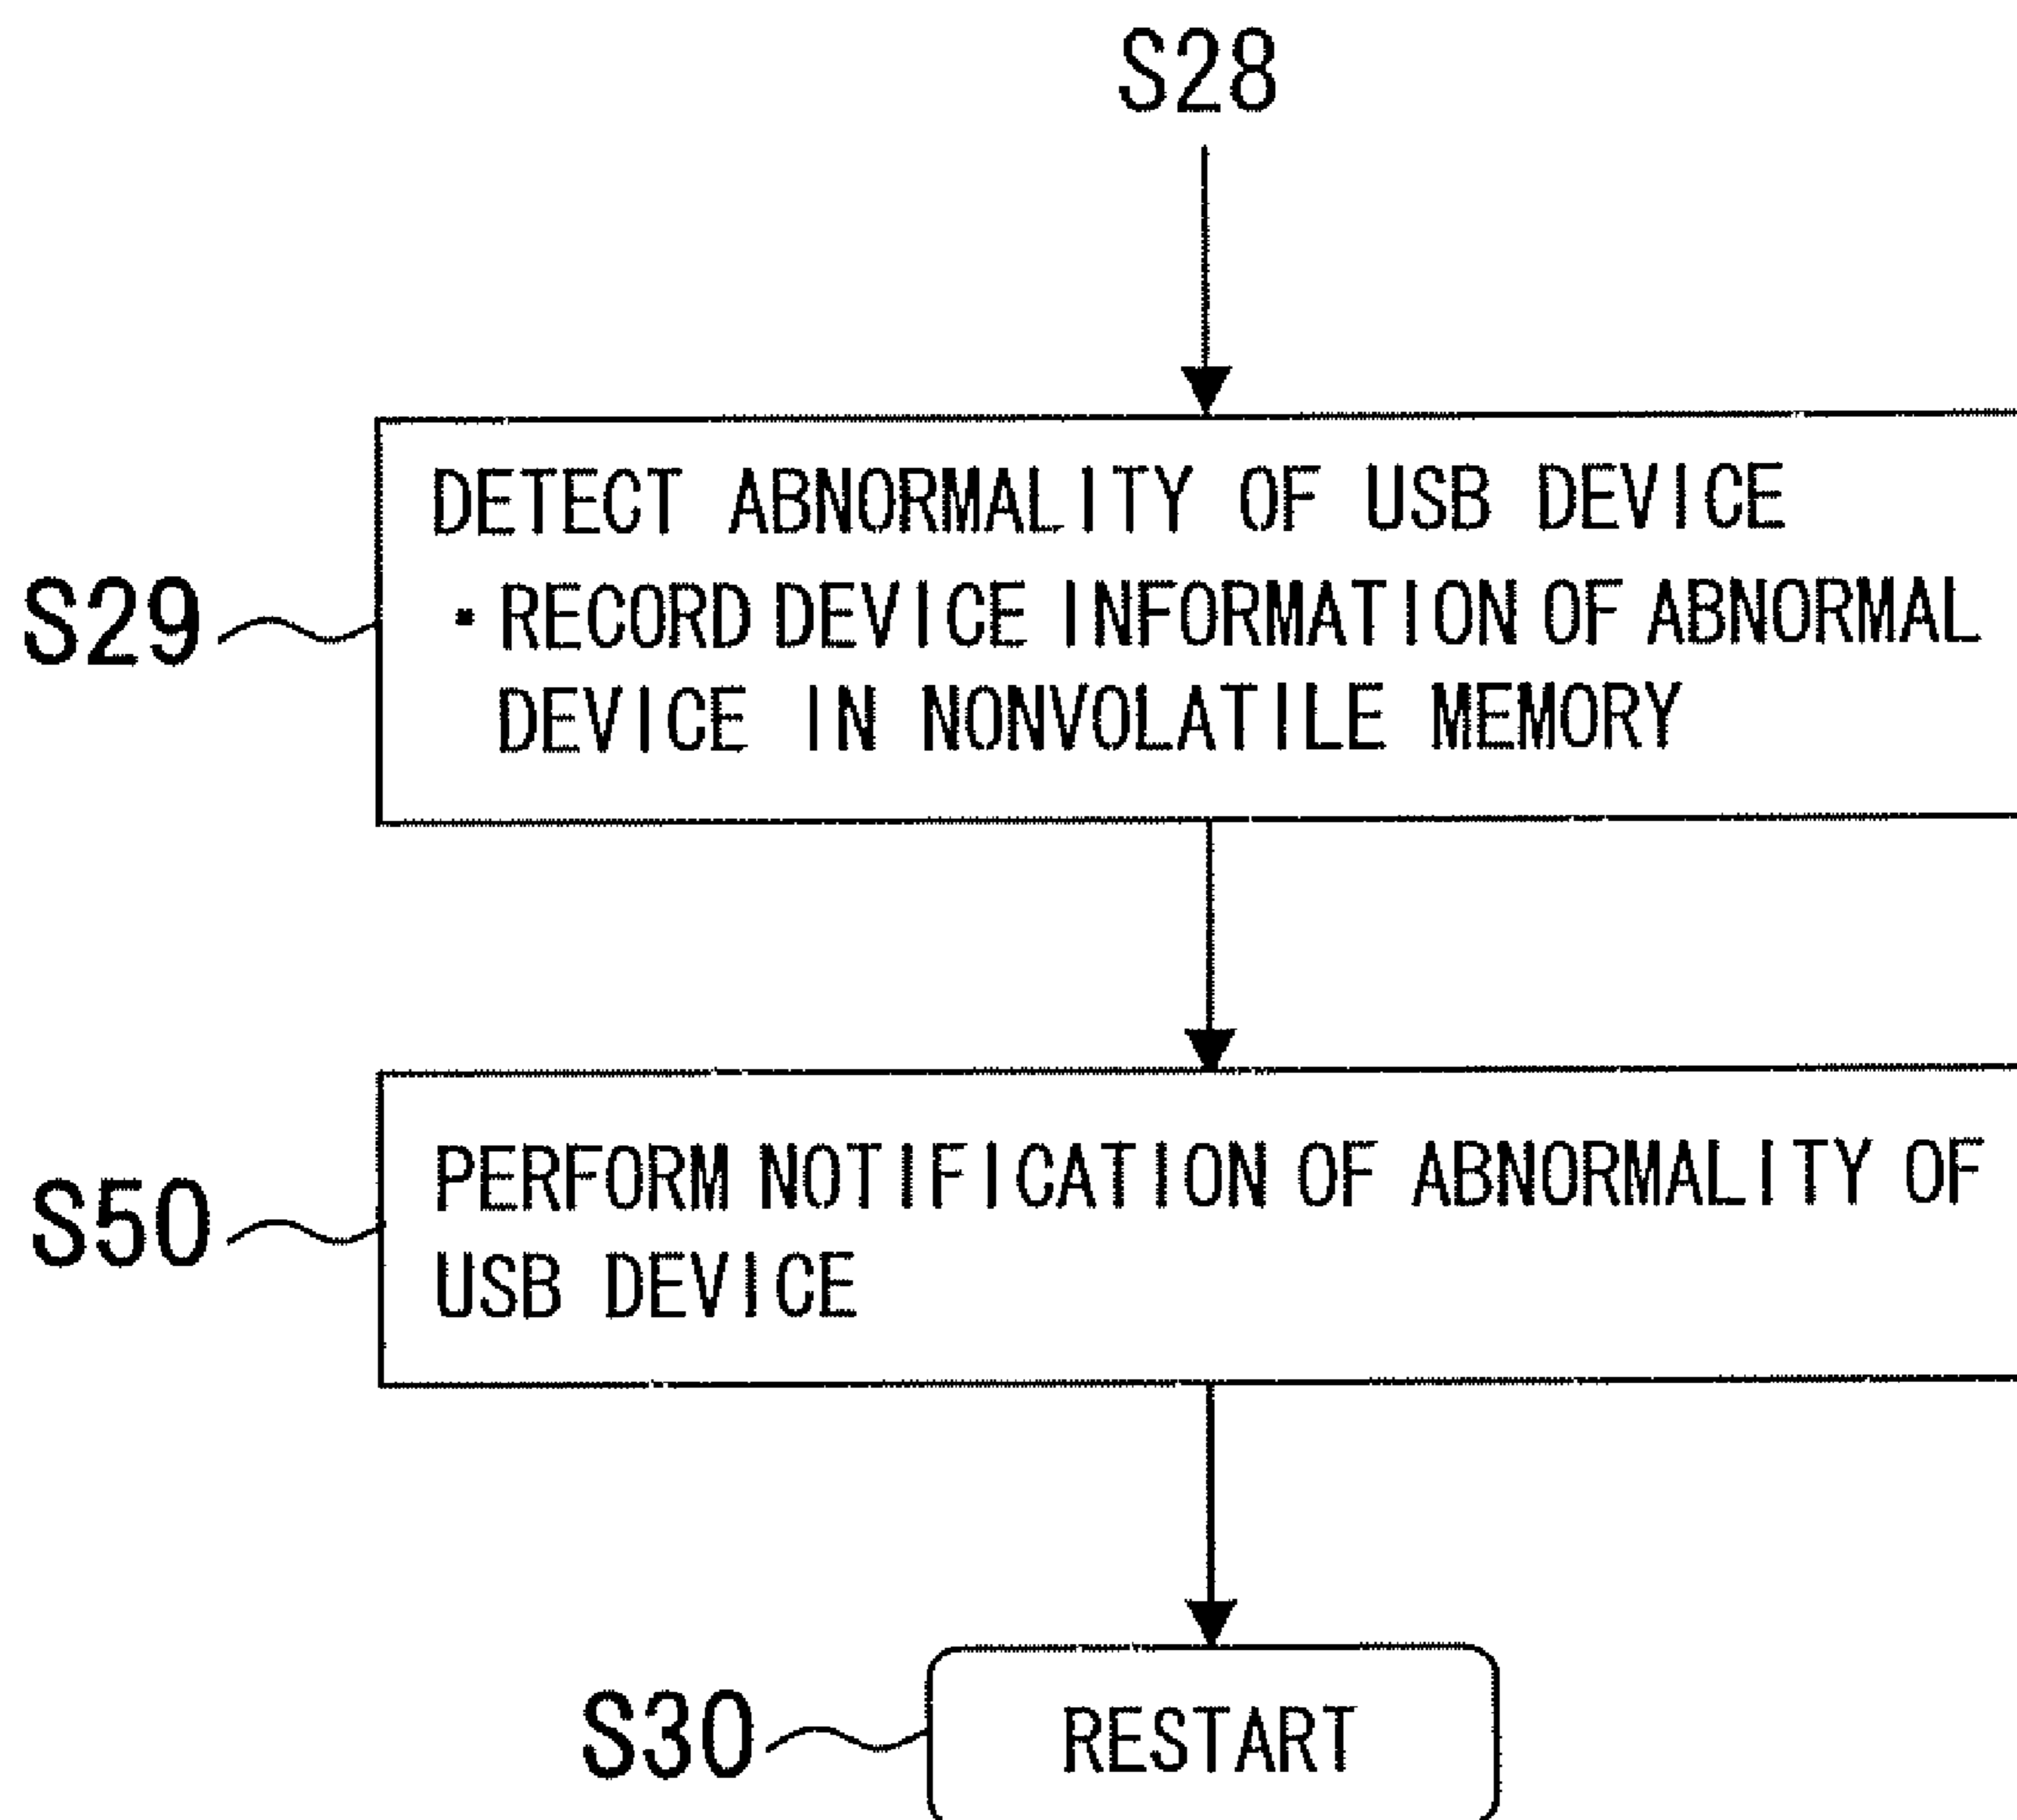 S28
DETECT ABNORMALITY OF USB DEVICE
S29
・RECORD DEVICE INFORMATION OF ABNORMAL
DEVICE IN NONVOLATILE MEMORY
PERFORM NOTIFICATION OF ABNORMALITY OF
S50
USB DEVICE
S30
RESTART